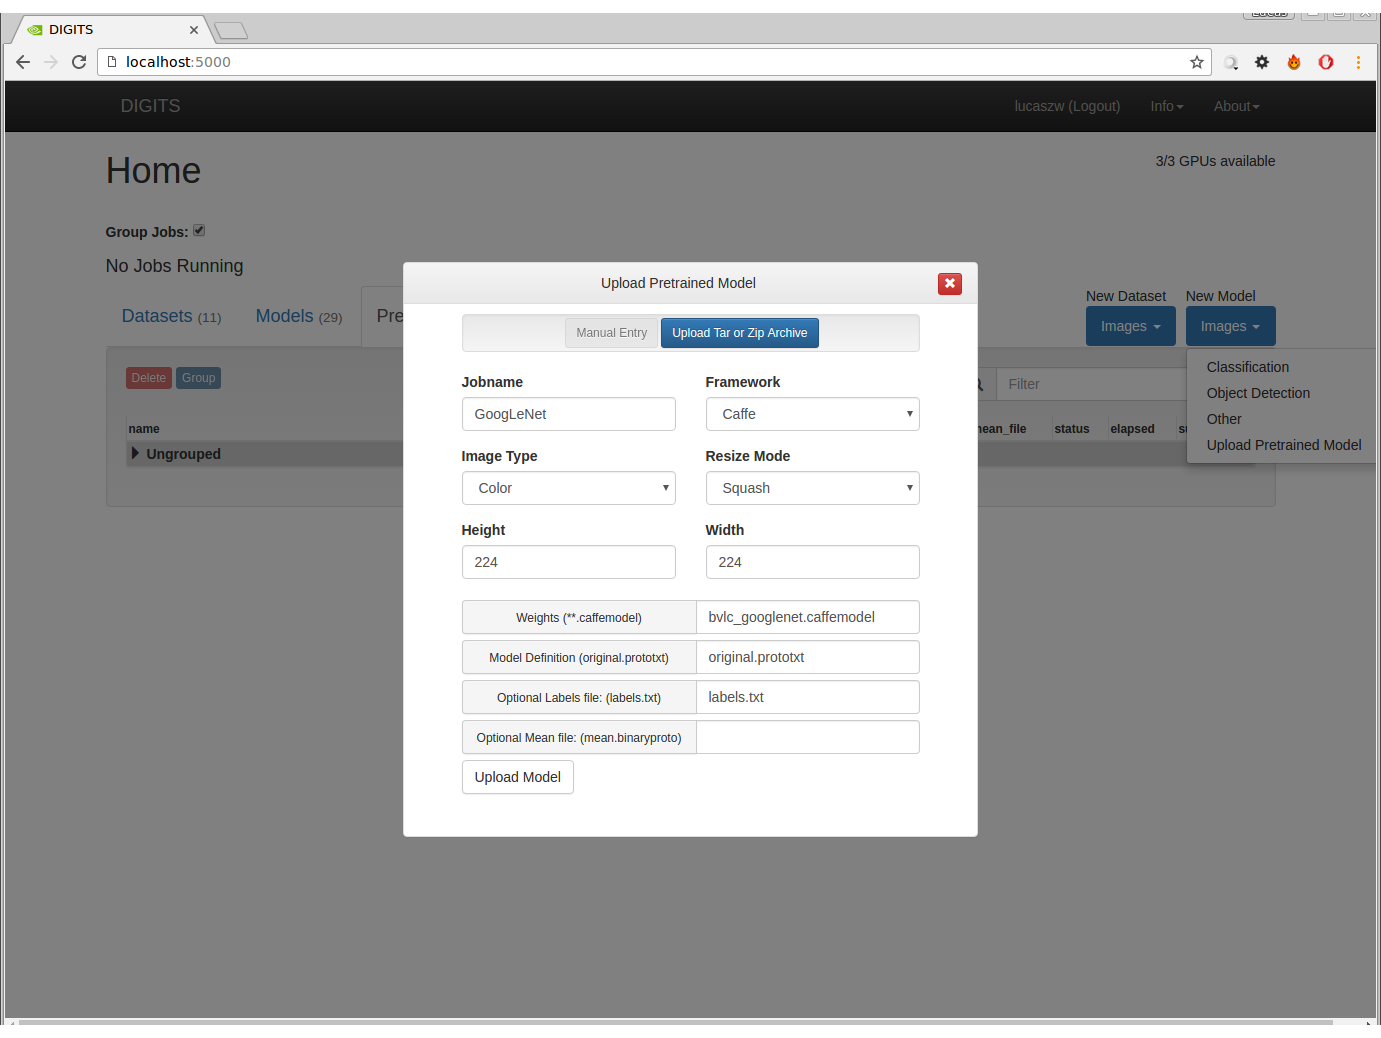 DIGITS
localhost:5000
DIGITS
lucaszw (Logout)
Info
About
Home
3/3 GPUs available
Group Jobs:
No Jobs Running
Datasets (11)
Models (29)
Pre
New Dataset
New Model
Images
Images
Classification
Object Detection
Other
Upload Pretrained Model
Delete
Group
Filter
name
status
elapsed
Ungrouped
Upload Pretrained Model
Manual Entry
Upload Tar or Zip Archive
Jobname
Framework
GoogLeNet
Caffe
Image Type
Resize Mode
Color
Squash
Height
Width
224
224
Weights (**.caffemodel)
bvlc_googlenet.caffemodel
Model Definition (original.prototxt)
original.prototxt
Optional Labels file: (labels.txt)
labels.txt
Optional Mean file: (mean.binaryproto)
Upload Model